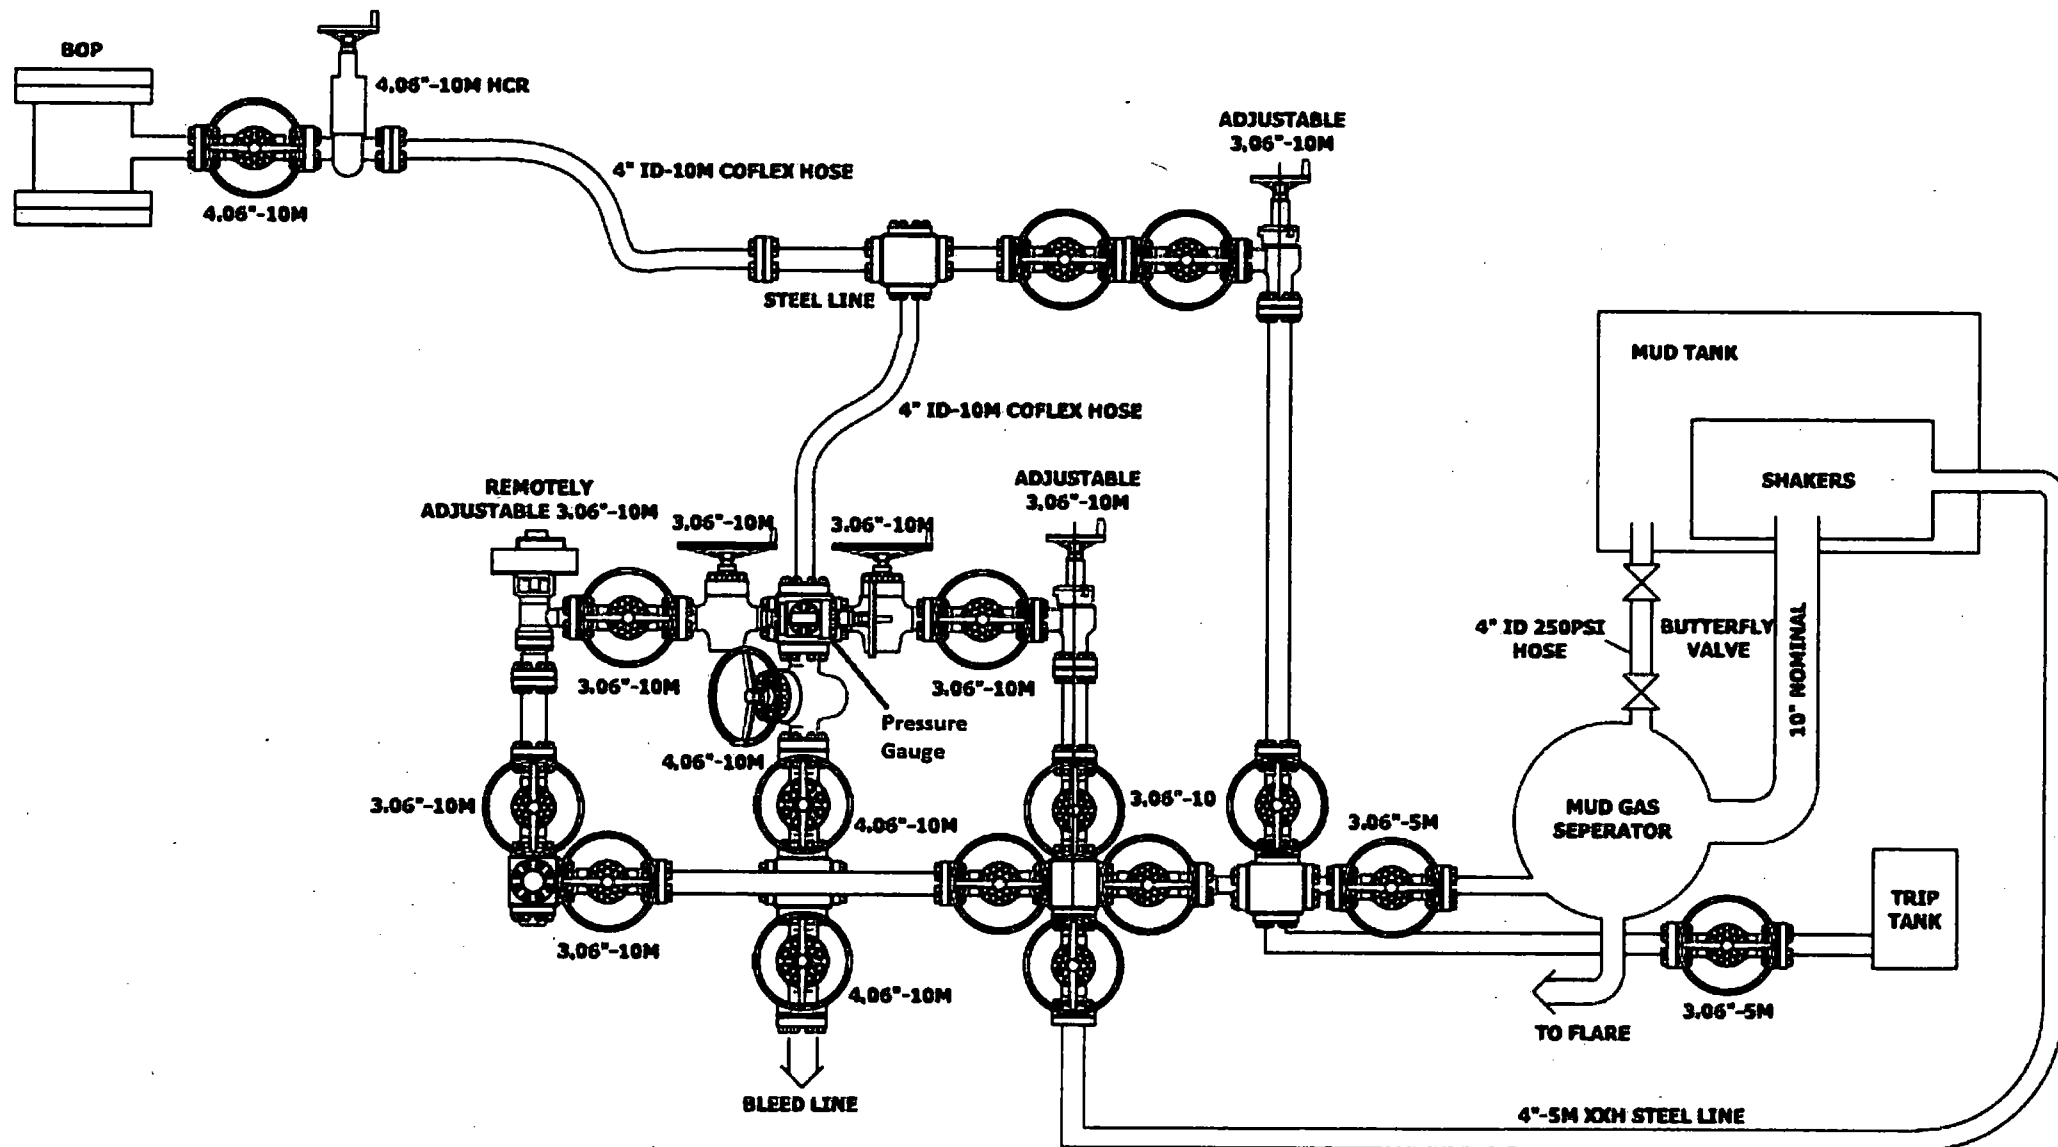 BOP
4.06"-10M HCR
4.06"-10M
4" ID-10M COFLEX HOSE
ADJUSTABLE
3.06"-10M
STEEL LINE
MUD TANK
4" ID-10M COFLEX HOSE
SHAKERS
REMOTELY
ADJUSTABLE 3.06"-10M
3.06"-10M
3.06"-10M
ADJUSTABLE
3.06"-10M
4" ID 250PSI
HOSE
BUTTERFLY
VALVE
10" NOMINAL
3.06"-10M
3.06"-10M
Pressure
Gauge
4.06"-10M
3.06"-10M
4.06"-10M
3.06"-10
3.06"-5M
MUD GAS
SEPERATOR
TRIP
TANK
3.06"-10M
4.06"-10M
3.06"-5M
TO FLARE
BLEED LINE
4"-5M XXH STEEL LINE